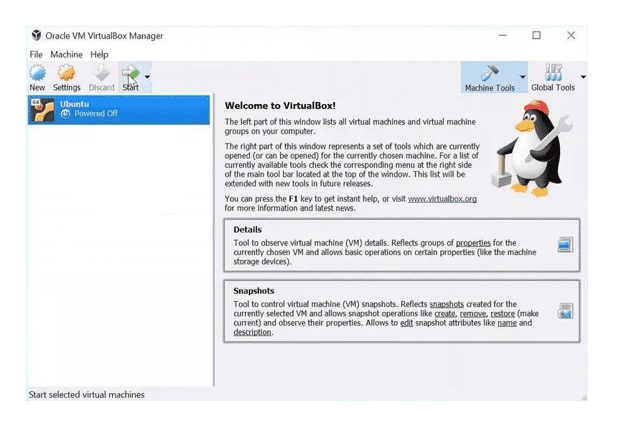 Oracle VM VirtualBox Manager
File Machine Help
New Settings Discard Start
Machine Tools Global Tools
64
Ubuntu
Powered Off
Welcome to VirtualBox!
The left part of this window lists all virtual machines and virtual machine
groups on your computer.
The right part of this window represents a set of tools which are currently
opened (or can be opened) for the currently chosen machine. For a list of
currently available tools check the corresponding menu at the right side
of the main tool bar located at the top of the window. This list will be
extended with new tools in future releases.
You can press the F1 key to get instant help, or visit www.virtualbox.org
for more information and latest news.
Details
Tool to observe virtual machine (VM) details. Reflects groups of properties for the
currently chosen VM and allows basic operations on certain properties (like the machine
storage devices).
Snapshots
Tool to control virtual machine (VM) snapshots. Reflects snapshots created for the
currently selected VM and allows snapshot operations like create, remove, restore (make
current) and observe their properties. Allows to edit snapshot attributes like name and
description.
Start selected virtual machines